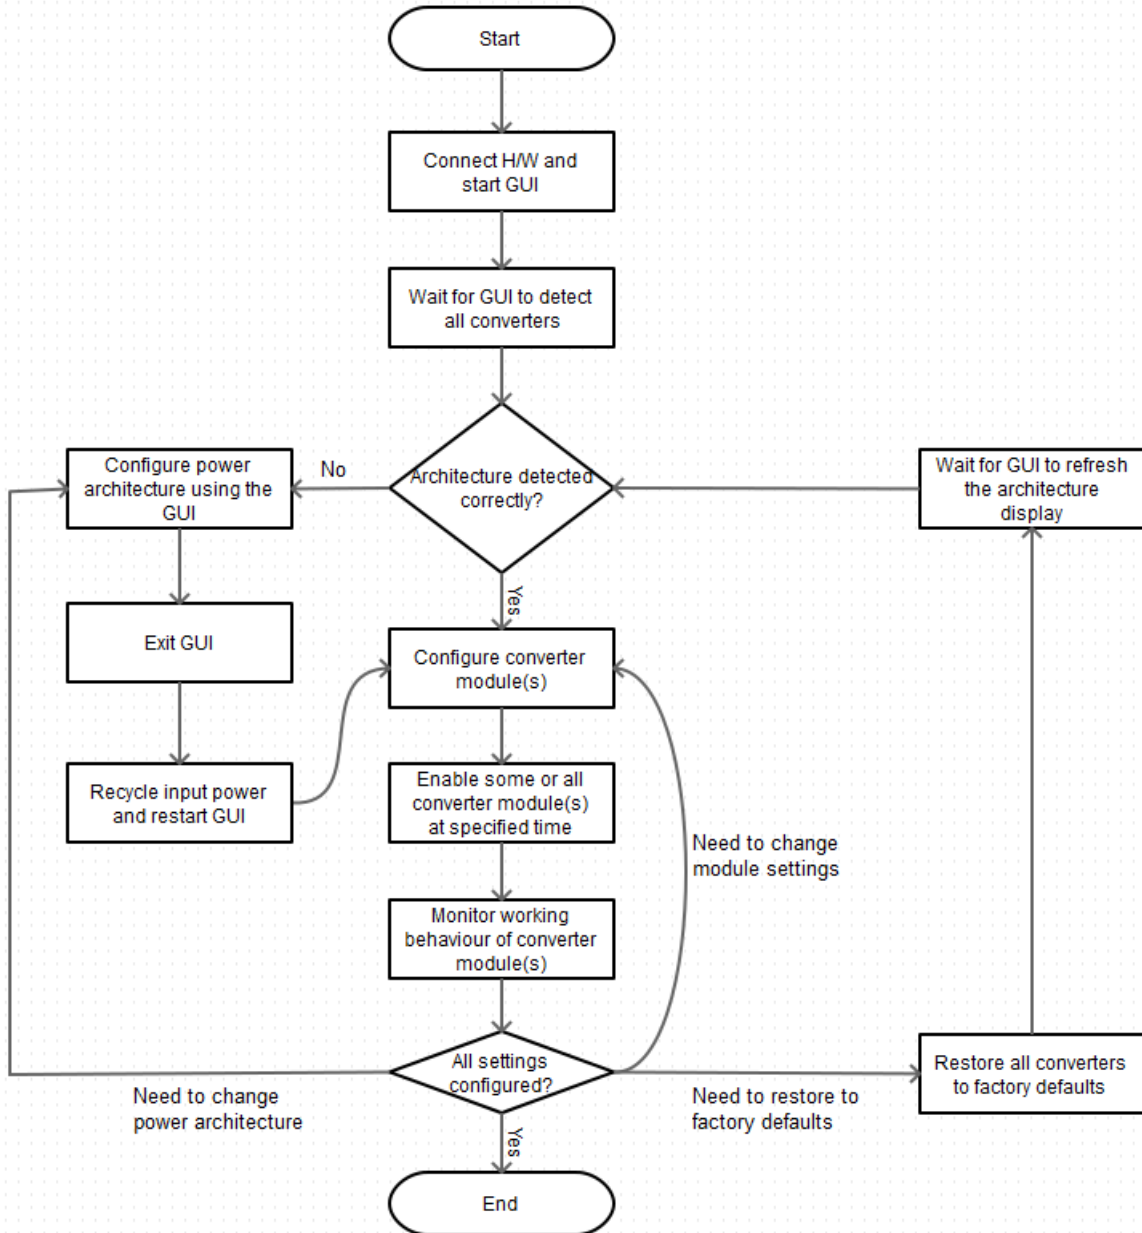 Start
Connect H/W and
start GUI
Wait for GUI to detect
all converters
Architecture detected
correctly?
No
Configure power
architecture using the
GUI
Wait for GUI to refresh
the architecture
display
Yes
Exit GUI
Configure converter
module(s)
Recycle input power
and restart GUI
Enable some or all
converter module(s)
at specified time
Need to change
module settings
Monitor working
behaviour of converter
module(s)
All settings
configured?
Need to change
power architecture
Need to restore to
factory defaults
Restore all converters
to factory defaults
Yes
End